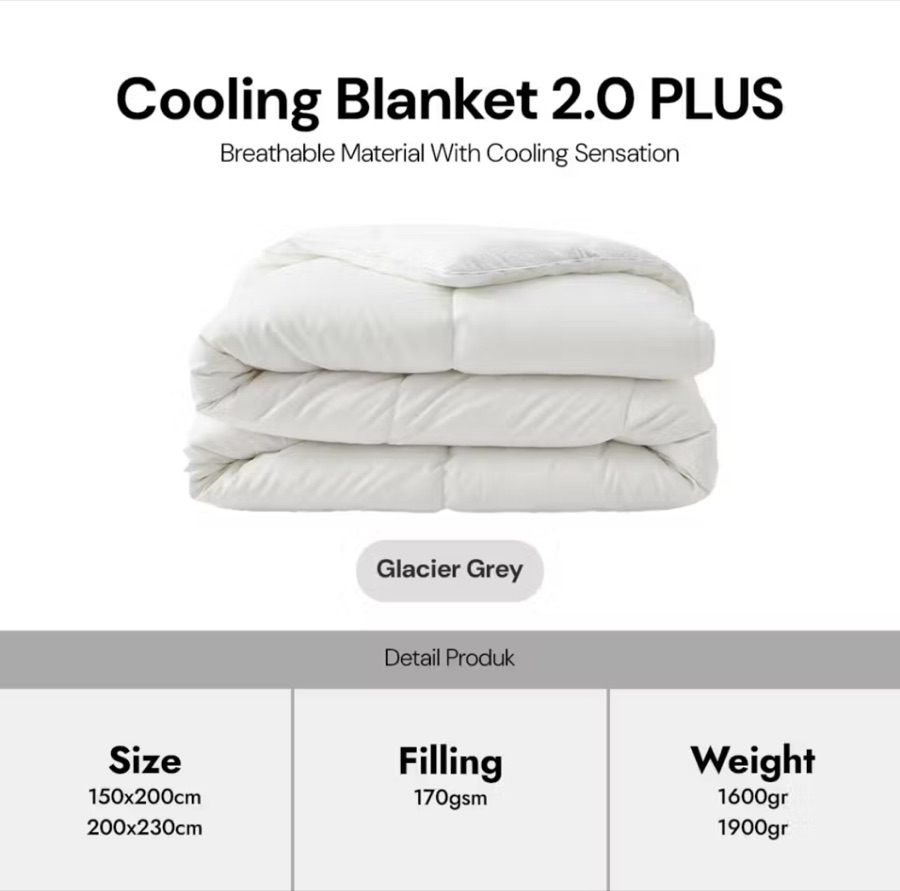 Cooling Blanket 2.0 PLUS
Breathable Material With Cooling Sensation
Glacier Grey
Detail Produk
Size
150x200cm
200x230cm
Filling
170gsm
Weight
1600gr
1900gr